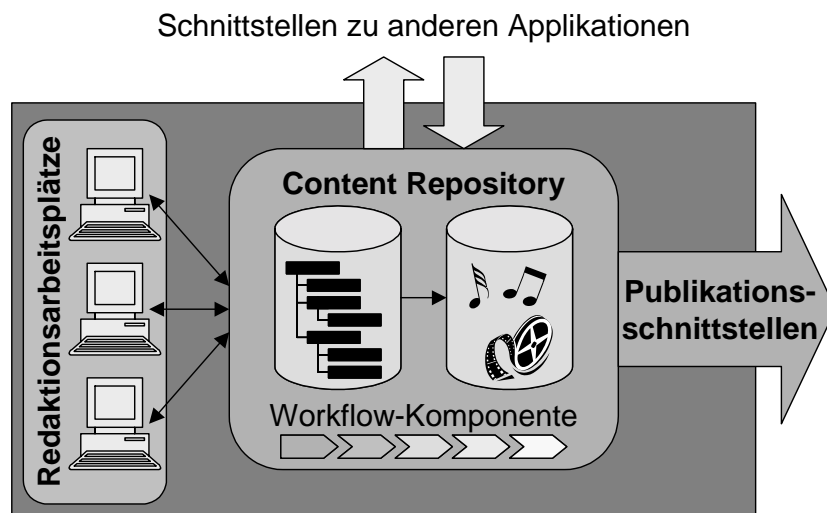 Schnittstellen zu anderen Applikationen
Redaktionsarbeitsplätze
Content Repository
Publikations-
schnittstellen
Workflow-Komponente